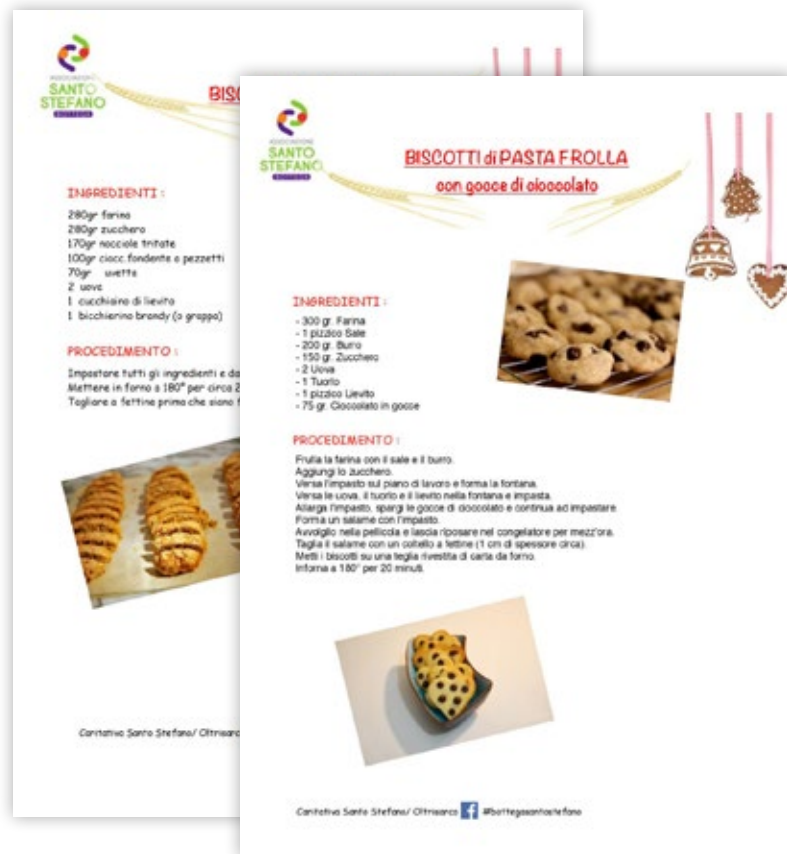 ASSOCIAZIONE
SANTO
STEFANO
BOTTEGA
INGREDIENTI :
280gr farina
280gr zucchero
170gr nocciole tritate
100gr ciocc.fondente a pezzetti
70gr uvetta
2 uova
1 cucchiaino di lievito
1 bicchierino brandy (o grappa)
PROCEDIMENTO :
Impastare tutti gli ingredienti e
Mettere in forno a 180° per circa
Tagliare a fettine prima che siano
Caritativa Santo Stefano/ Oltrisarco
ASSOCIAZIONE
SANTO
STEFANO
BOTTEGA
BISCOTTI di PASTA FROLLA
con gocce di cioccolato
INGREDIENTI :
- 300 gr. Farina
- 1 pizzico Sale
- 200 gr. Burro
- 150 gr. Zucchero
- 2 Uova
- 1 Tuorlo
- 1 pizzico Lievito
- 75 gr. Cioccolato in gocce
PROCEDIMENTO :
Frulla la farina con il sale e il burro.
Aggiungi lo zucchero.
Versa l'impasto sul piano di lavoro e forma la fontana.
Versa le uova, il tuorlo e il lievito nella fontana e impasta.
Allarga l'impasto, spargi le gocce di cioccolato e continua ad impastare.
Forma un salame con l'impasto.
Avvolgilo nella pellicola e lascia riposare nel congelatore per mezz'ora.
Taglia il salame con un coltello a fettine (1 cm di spessore circa).
Metti i biscotti su una teglia rivestita di carta da forno.
Inforna a 180° per 20 minuti.
Caritativa Santo Stefano/ Oltrisarco f #bottegasantostefano